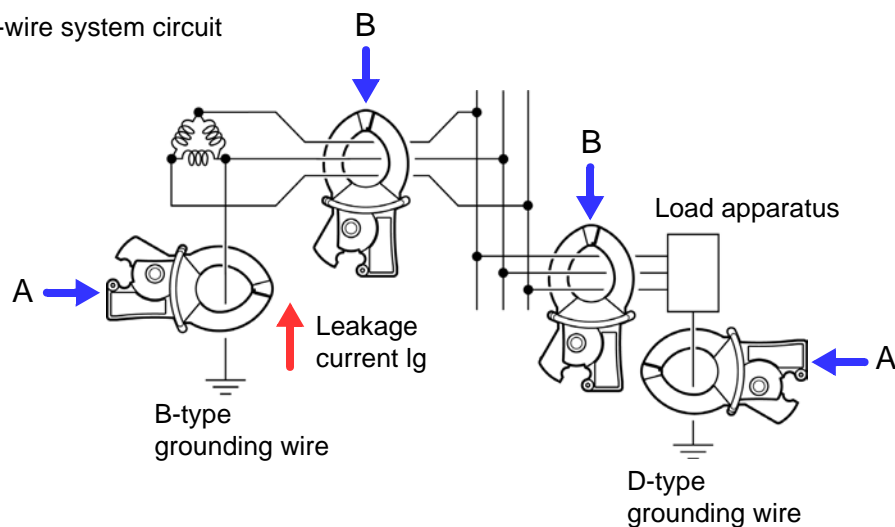 -wire system circuit
B
B
Load apparatus
A
Leakage
current Ig
A
B-type
grounding wire
D-type
grounding wire